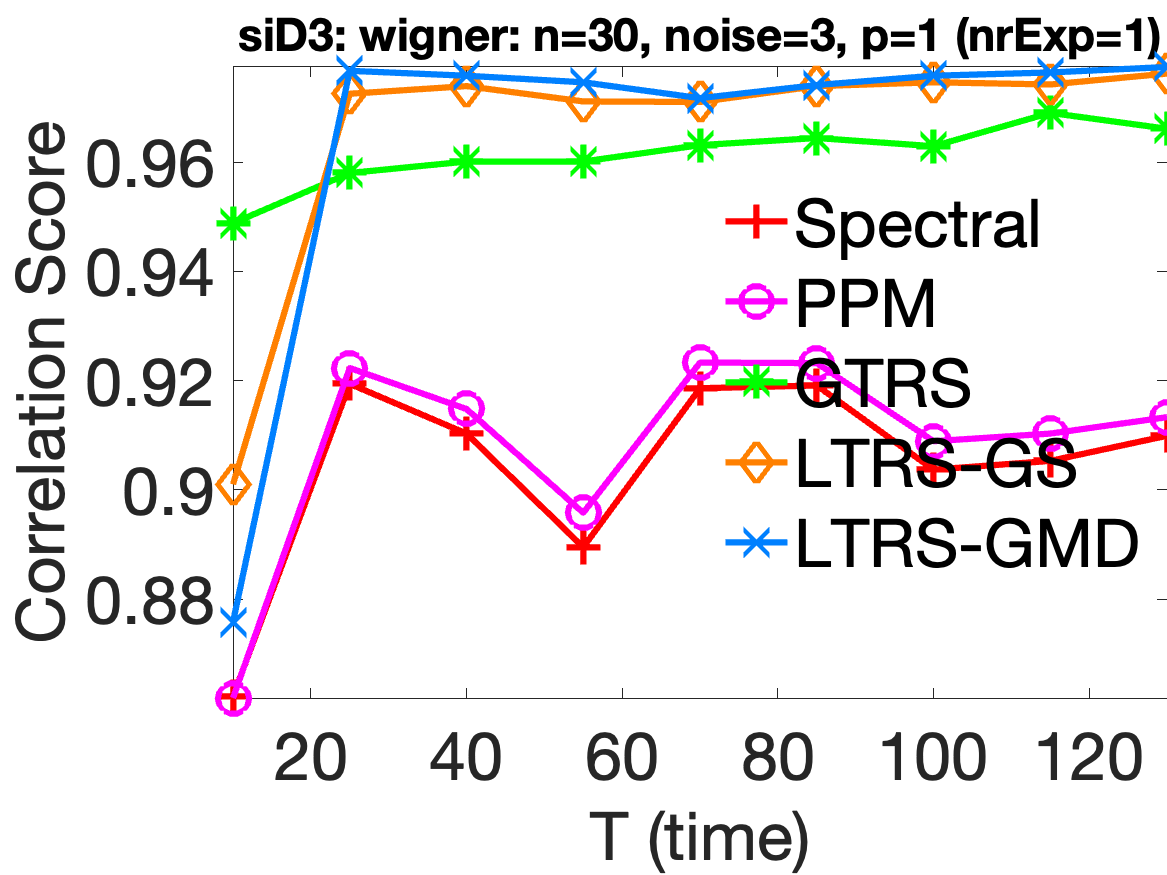 siD3: wigner: n=30, noise=3, p=1 (nrExp=1)
Correlation Score
0.96
0.94
0.92
0.9
0.88
Spectral
PPM
GTRS
LTRS-GS
LTRS-GMD
20 40 60 80 100 120
T (time)